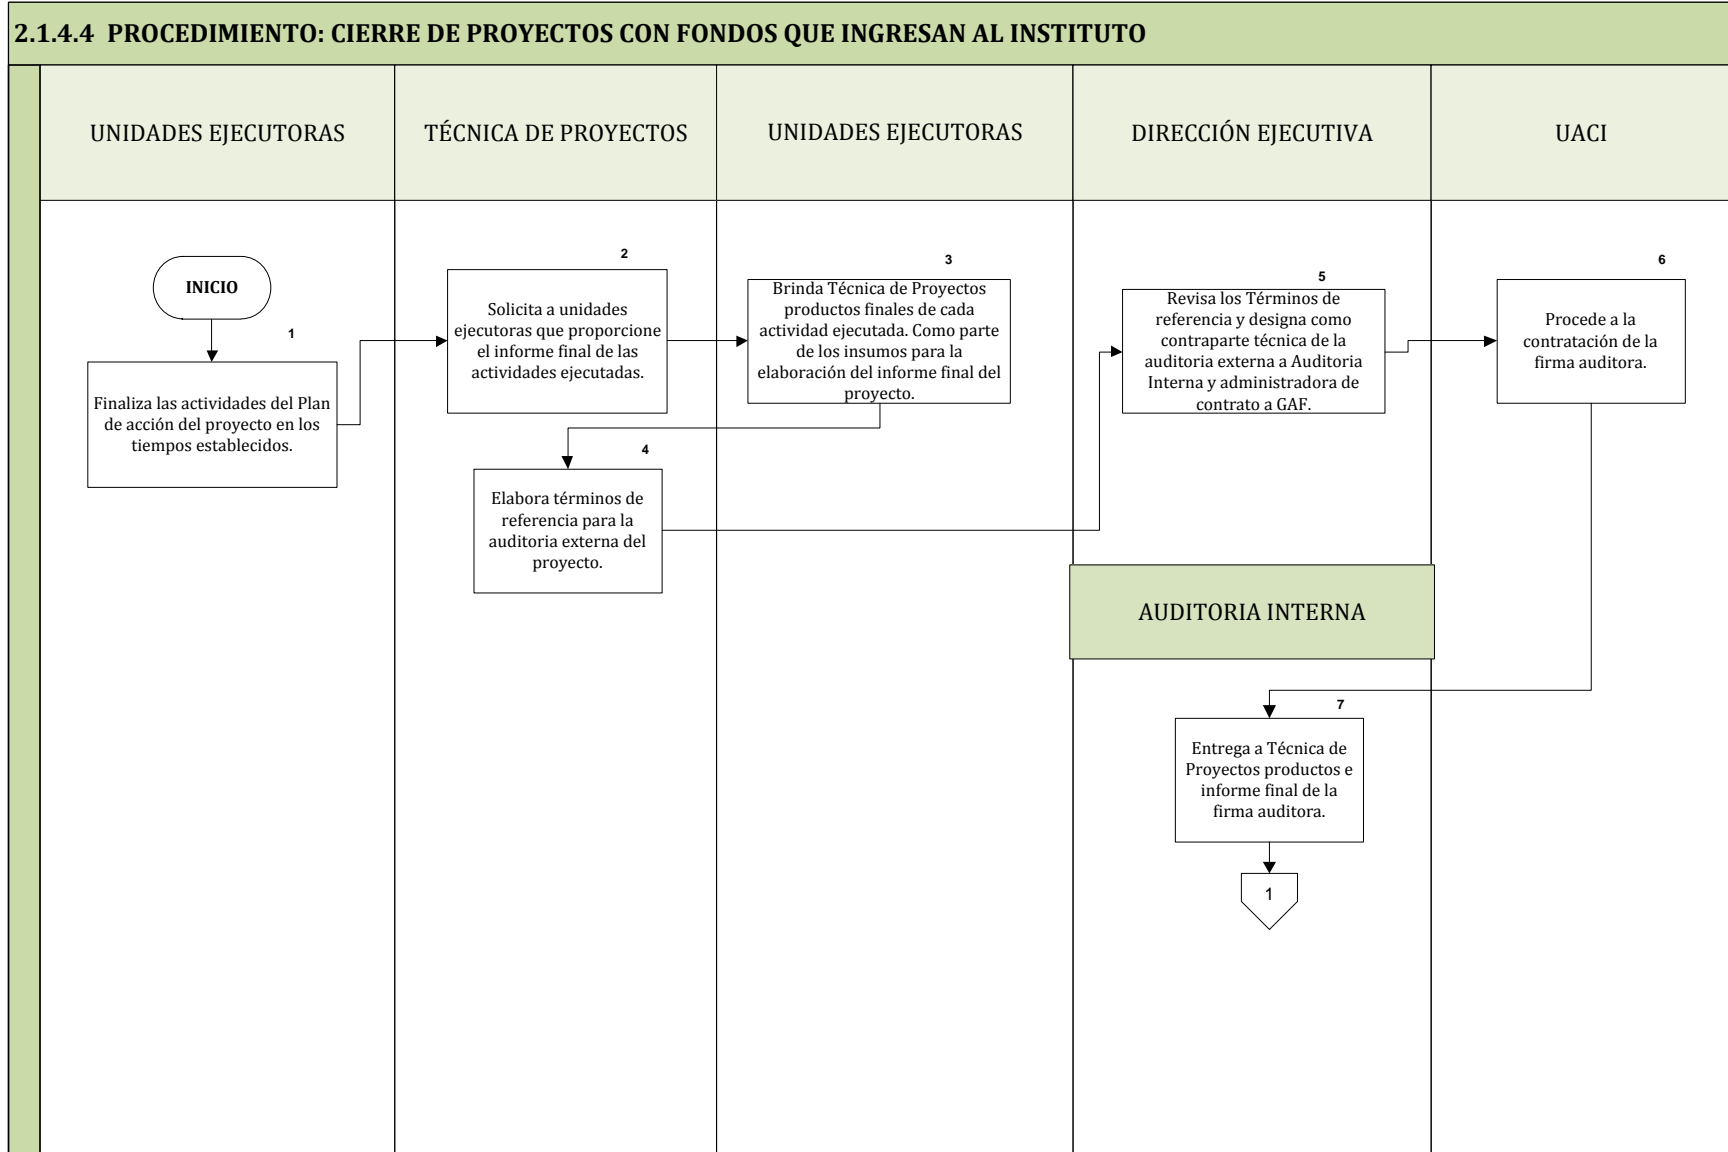 2.1.4.4 PROCEDIMIENTO: CIERRE DE PROYECTOS CON FONDOS QUE INGRESAN AL INSTITUTO
UNIDADES EJECUTORAS
TÉCNICA DE PROYECTOS
UNIDADES EJECUTORAS
DIRECCIÓN EJECUTIVA
UACI
INICIO
1
Finaliza las actividades del Plan
de acción del proyecto en los
tiempos establecidos.
2
Solicita a unidades
ejecutoras que proporcione
el informe final de las
actividades ejecutadas.
3
Brinda Técnica de Proyectos
productos finales de cada
actividad ejecutada. Como parte
de los insumos para la
elaboración del informe final del
proyecto.
4
Elabora términos de
referencia para la
auditoria externa del
proyecto.
5
Revisa los Términos de
referencia y designa como
contraparte técnica de la
auditoria externa a Auditoria
Interna y administradora de
contrato a GAF.
6
Procede a la
contratación de la
firma auditora.
AUDITORIA INTERNA
7
Entrega a Técnica de
Proyectos productos e
informe final de la
firma auditora.
1